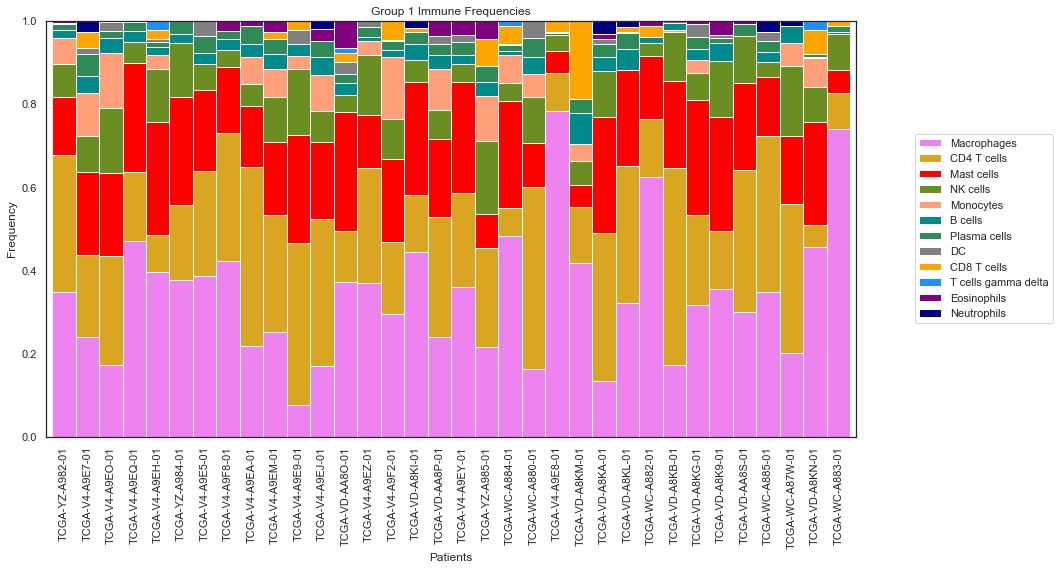 Group 1 Immune Frequencies
1.0
0.8
0.6
0.4
0.2
0.0
Frequency
TCGA-YZ-A982-01
TCGA-V4-A9E7-01
TCGA-V4-A9EO-01
TCGA-V4-A9EQ-01
TCGA-V4-A9EH-01
TCGA-YZ-A984-01
TCGA-V4-A9E5-01
TCGA-V4-A9F8-01
TCGA-V4-A9EA-01
TCGA-V4-A9EM-01
TCGA-V4-A9E9-01
TCGA-V4-A9EJ-01
TCGA-VD-AA8O-01
TCGA-V4-A9EZ-01
TCGA-V4-A9F2-01
TCGA-VD-A8KI-01
TCGA-VD-AA8P-01
TCGA-V4-A9EY-01
TCGA-YZ-A985-01
TCGA-WC-A884-01
TCGA-WC-A880-01
TCGA-V4-A9E8-01
TCGA-VD-A8KM-01
TCGA-VD-A8KA-01
TCGA-VD-A8KL-01
TCGA-WC-A882-01
TCGA-VD-A8KB-01
TCGA-VD-A8KG-01
TCGA-VD-A8K9-01
TCGA-VD-AA8S-01
TCGA-WC-A885-01
TCGA-WC-A87W-01
TCGA-VD-A8KN-01
TCGA-WC-A883-01
Patients
Macrophages
CD4 T cells
Mast cells
NK cells
Monocytes
B cells
Plasma cells
DC
CD8 T cells
T cells gamma delta
Eosinophils
Neutrophils